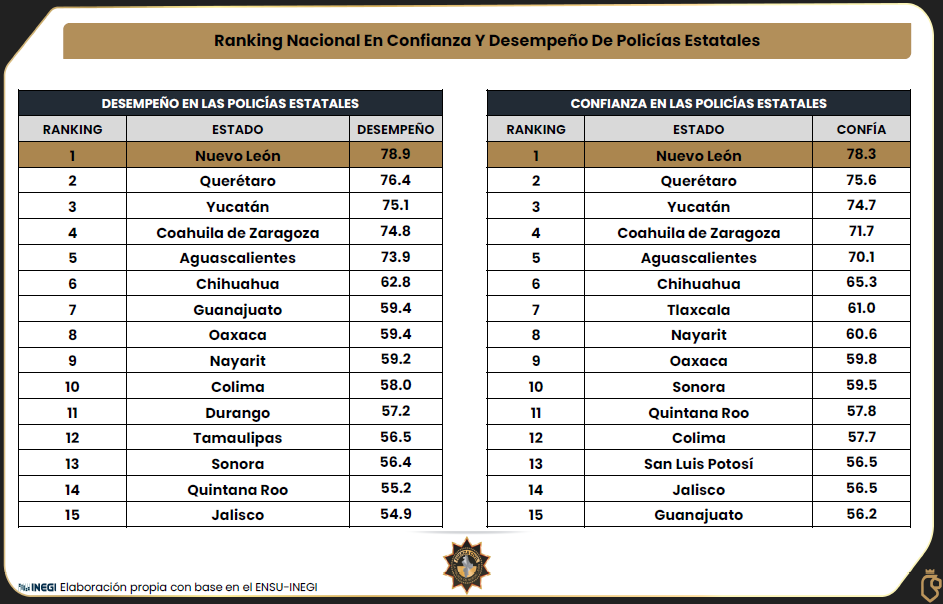 Ranking Nacional En Confianza Y Desempeño De Policías Estatales
DESEMPEÑO EN LAS POLICÍAS ESTATALES
RANKING ESTADO DESEMPEÑO
1 Nuevo León 78.9
2 Querétaro 76.4
3 Yucatán 75.1
4 Coahuila de Zaragoza 74.8
5 Aguascalientes 73.9
6 Chihuahua 62.8
7 Guanajuato 59.4
8 Oaxaca 59.4
9 Nayarit 59.2
10 Colima 58.0
11 Durango 57.2
12 Tamaulipas 56.5
13 Sonora 56.4
14 Quintana Roo 55.2
15 Jalisco 54.9
CONFIANZA EN LAS POLICÍAS ESTATALES
RANKING ESTADO CONFÍA
1 Nuevo León 78.3
2 Querétaro 75.6
3 Yucatán 74.7
4 Coahuila de Zaragoza 71.7
5 Aguascalientes 70.1
6 Chihuahua 65.3
7 Tlaxcala 61.0
8 Nayarit 60.6
9 Oaxaca 59.8
10 Sonora 59.5
11 Quintana Roo 57.8
12 Colima 57.7
13 San Luis Potosí 56.5
14 Jalisco 56.5
15 Guanajuato 56.2
INEGI Elaboración propia con base en el ENSU-INEGI